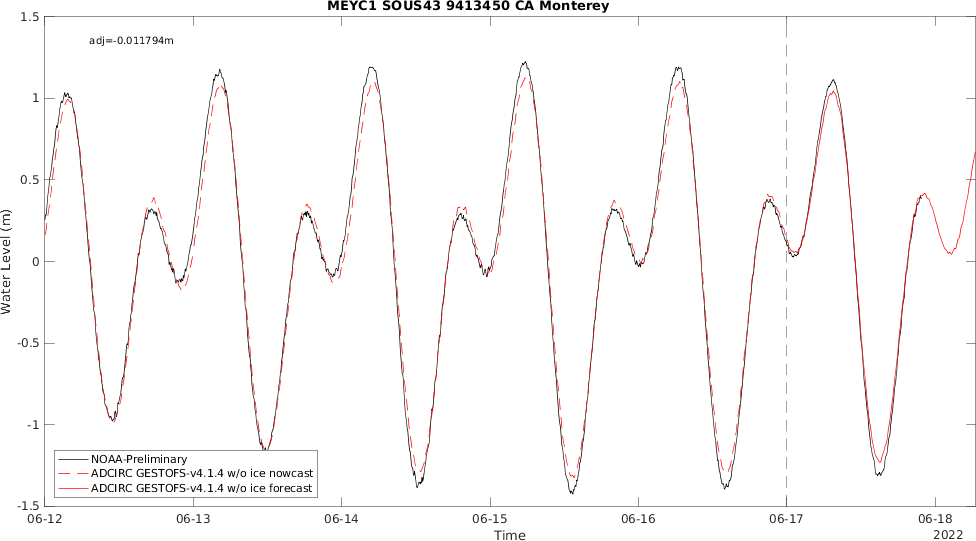 MEYC1 SOUS43 9413450 CA Monterey
1.5
adj=-0.011794m
1
0.5
0
-0.5
-1
-1.5
Water Level (m)
NOAA-Preliminary
ADCIRC GESTOFS-v4.1.4 w/o ice nowcast
ADCIRC GESTOFS-v4.1.4 w/o ice forecast
06-12 06-13 06-14 06-15 06-16 06-17 06-18
Time
2022